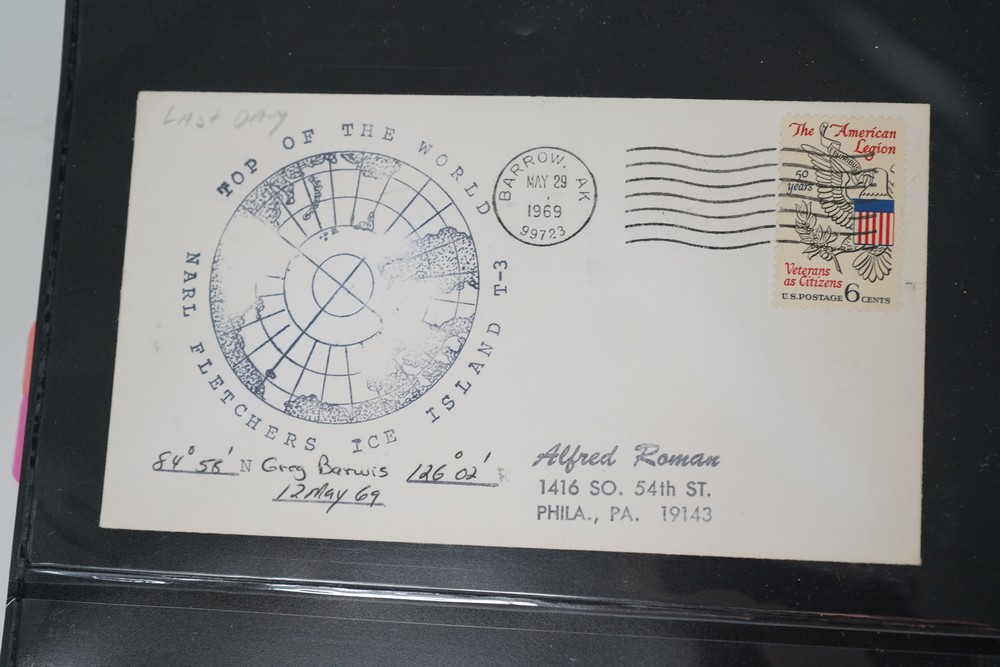 Last Day
TOP OF THE WORLD
NARL FLETCHERS ICE ISLAND T-3
BARROW, AK
MAY 29
1969
99723
The American
Legion
50
years
Veterans
as Citizens
U.S.POSTAGE 6 CENTS
84° 58' N Greg Barwis 126° 02'
12 May 69
Alfred Roman
1416 SO. 54th ST.
PHILA., PA. 19143